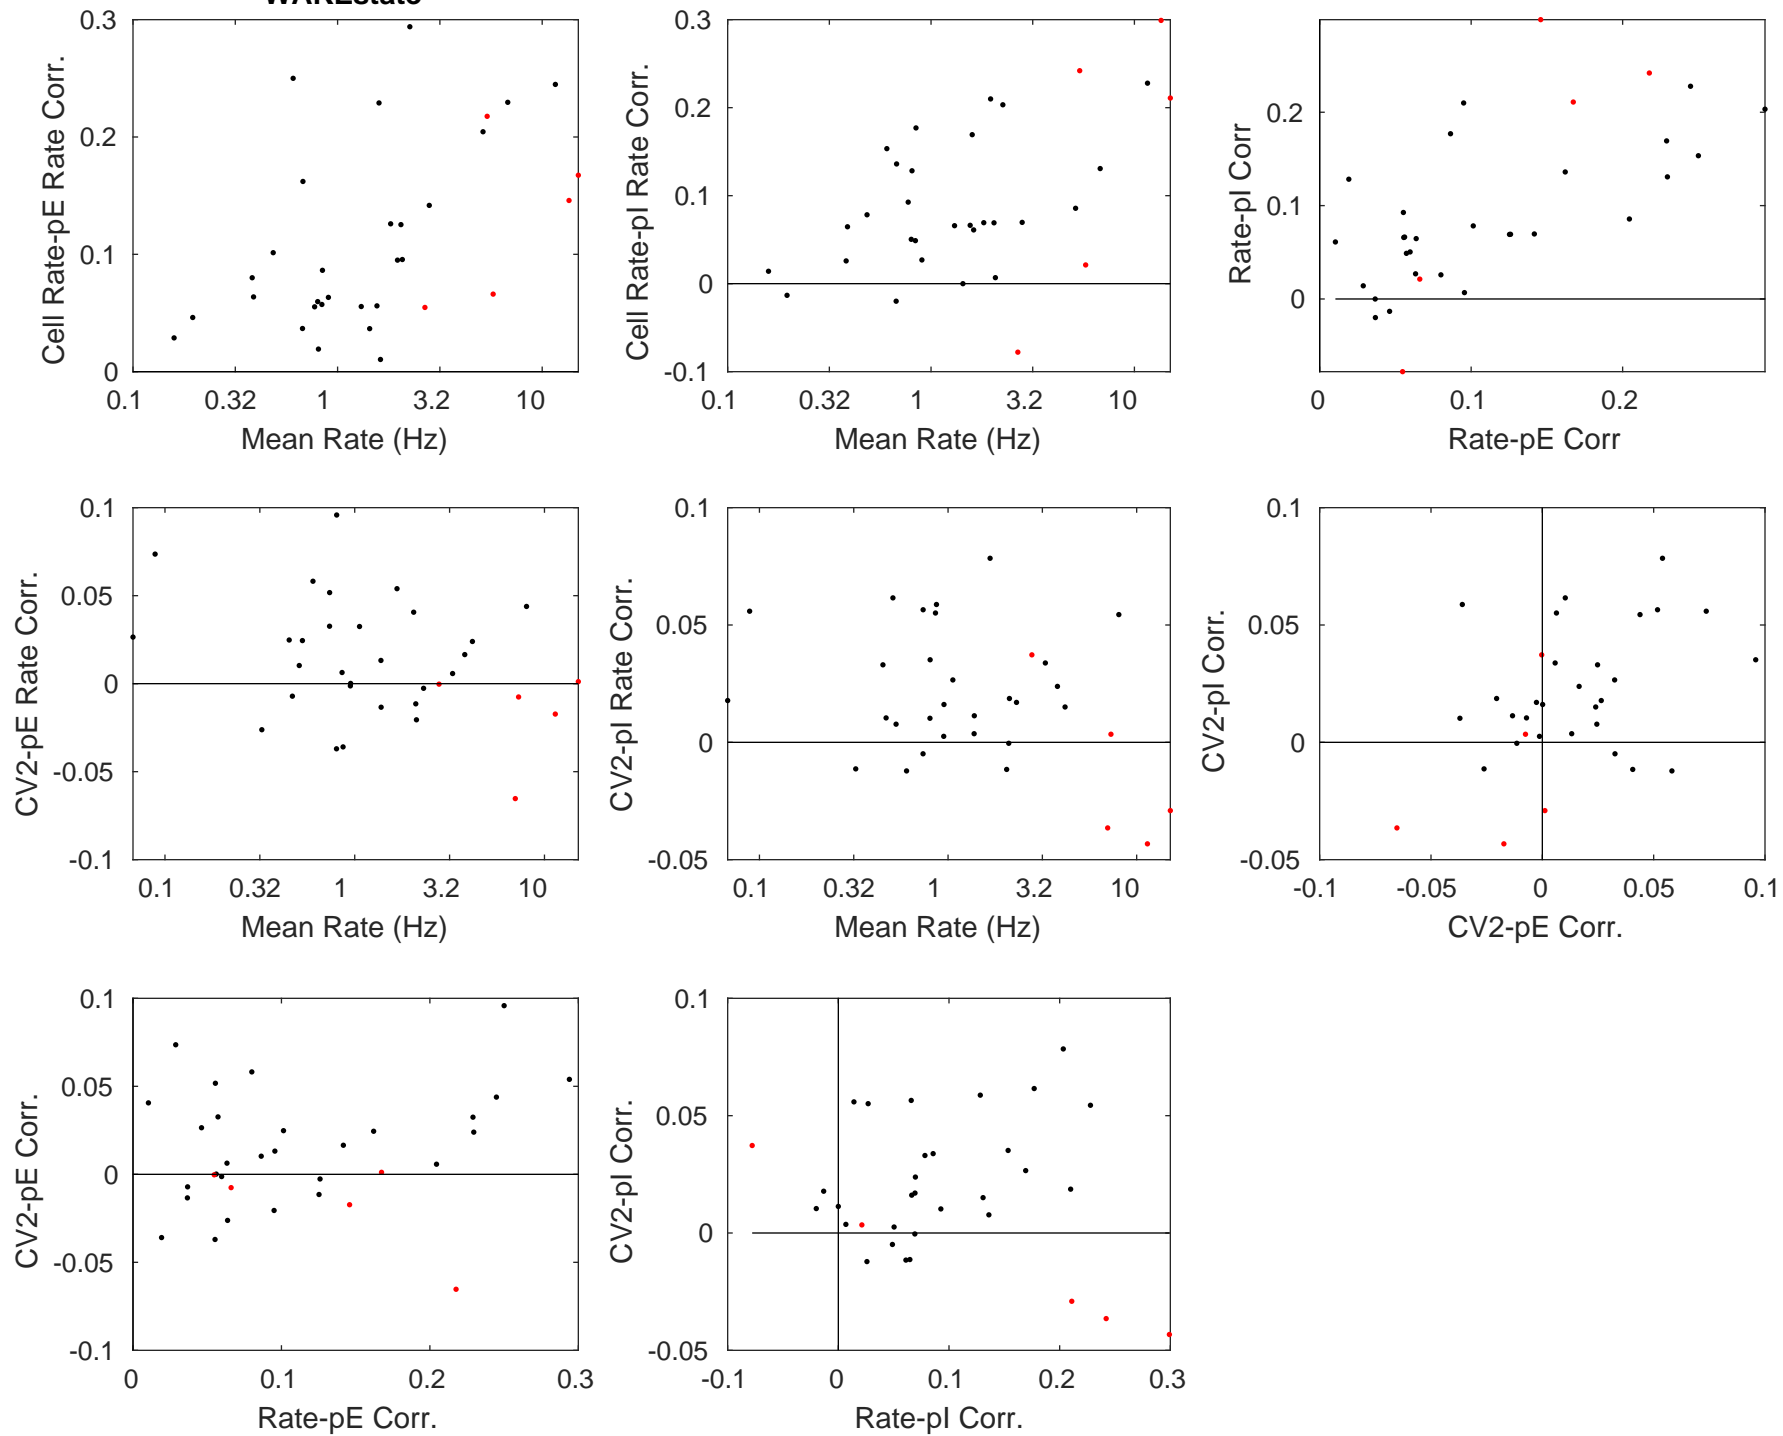 WAKEstate
0.3
0.2
0.1
0
Cell Rate-pE Rate Corr.
0.1 0.32 1 3.2 10
Mean Rate (Hz)
0.3
0.2
0.1
0
-0.1
Cell Rate-pI Rate Corr.
0.1 0.32 1 3.2 10
Mean Rate (Hz)
0.2
0.1
0
Rate-pI Corr
0 0.1 0.2
Rate-pE Corr
0.1
0.05
0
-0.05
-0.1
CV2-pE Rate Corr.
0.1 0.32 1 3.2 10
Mean Rate (Hz)
0.1
0.05
0
-0.05
CV2-pI Rate Corr.
0.1 0.32 1 3.2 10
Mean Rate (Hz)
0.1
0.05
0
-0.05
CV2-pI Corr.
-0.1 -0.05 0 0.05 0.1
CV2-pE Corr.
0.1
0.05
0
-0.05
-0.1
CV2-pE Corr.
0 0.1 0.2 0.3
Rate-pE Corr.
0.1
0.05
0
-0.05
CV2-pI Corr.
-0.1 0 0.1 0.2 0.3
Rate-pI Corr.